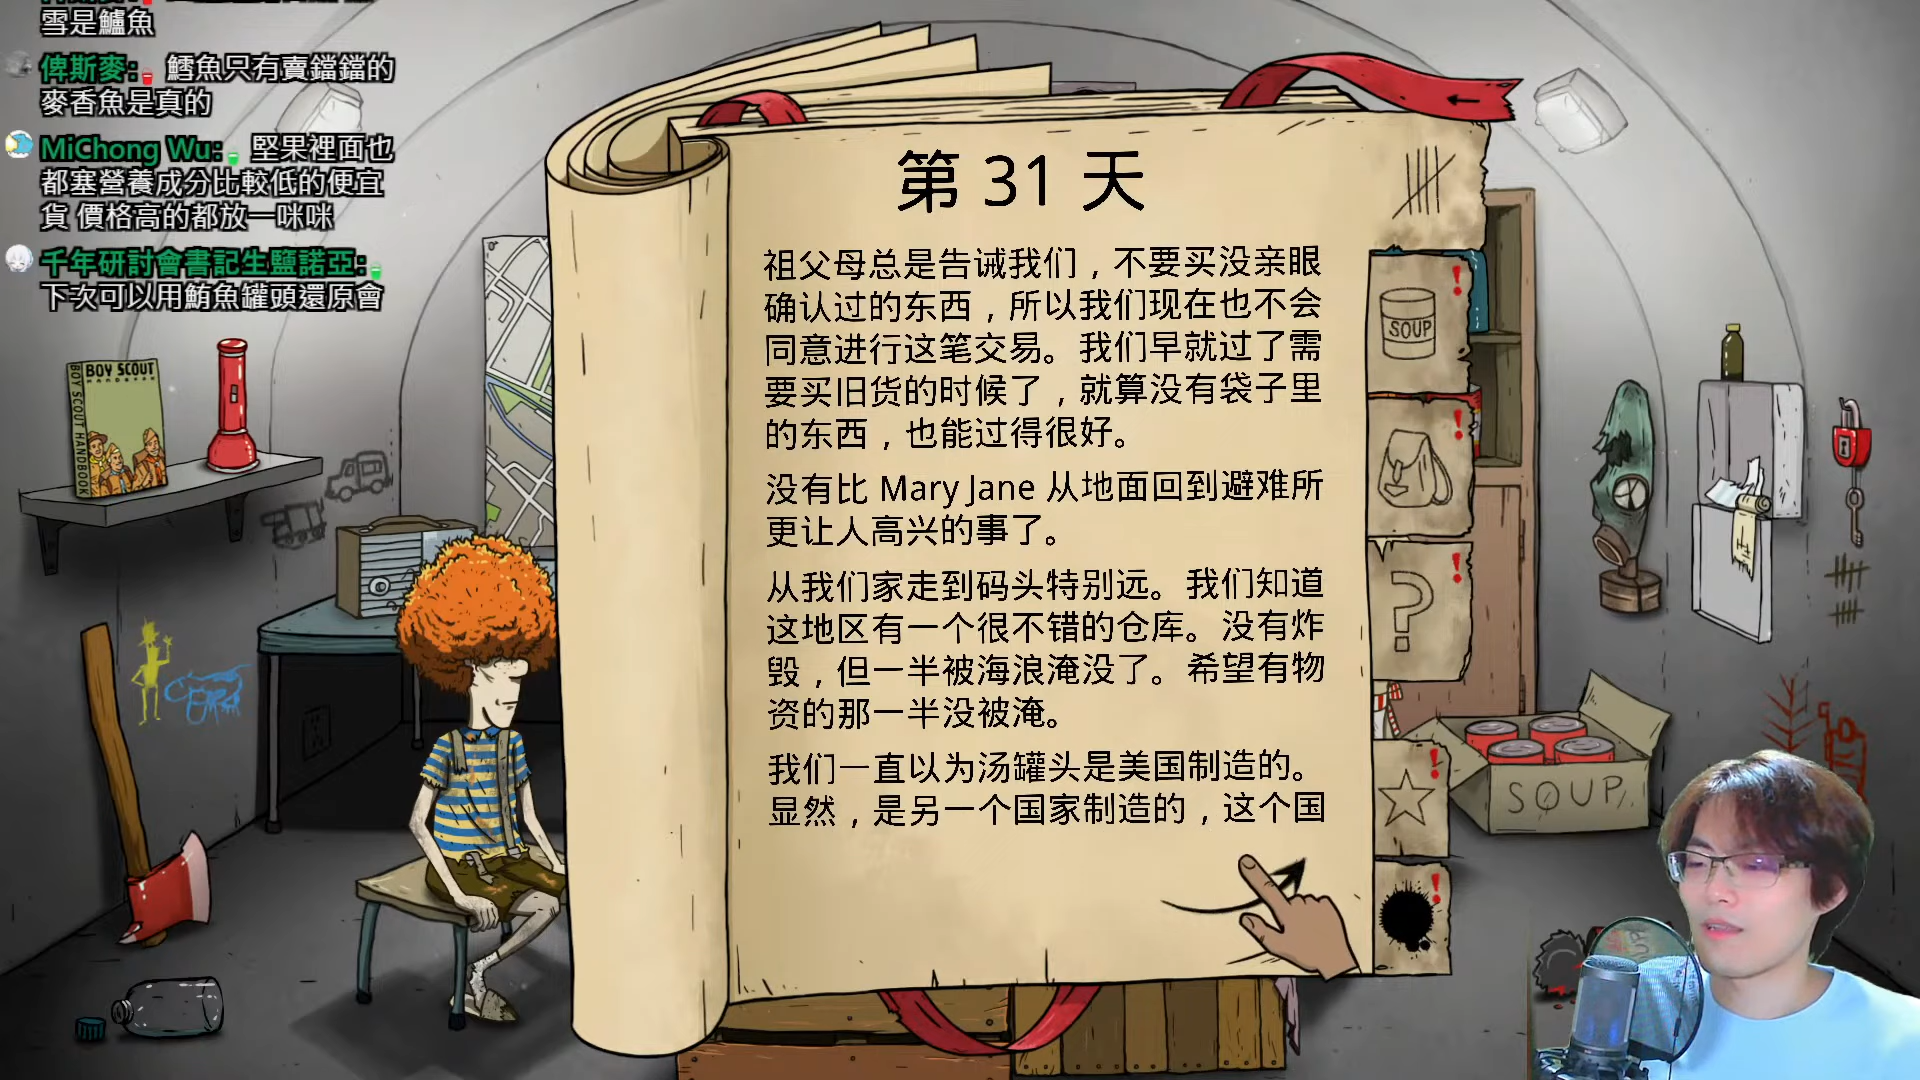 雪是鱸魚
俾斯麥: 鱈魚只有賣鐺鐺的
麥香魚是真的
MiChong Wu: 堅果裡面也
都塞營養成分比較低的便宜
貨 價格高的都放一咪咪
千年研討會書記生鹽諾亞:
下次可以用鮪魚罐頭還原會
BOY SCOUT
HANDBOOK
BOY SCOUT HANDBOOK
第 31 天
祖父母总是告诫我们，不要买没亲眼
确认过的东西，所以我们现在也不会
同意进行这笔交易。我们早就过了需
要买旧货的时候了，就算没有袋子里
的东西，也能过得很好。
没有比 Mary Jane 从地面回到避难所
更让人高兴的事了。
从我们家走到码头特别远。我们知道
这地区有一个很不错的仓库。没有炸
毁，但一半被海浪淹没了。希望有物
资的那一半没被淹。
我们一直以为汤罐头是美国制造的。
显然，是另一个国家制造的，这个国
SOUP
!
!
?
!
!
!
SOUP